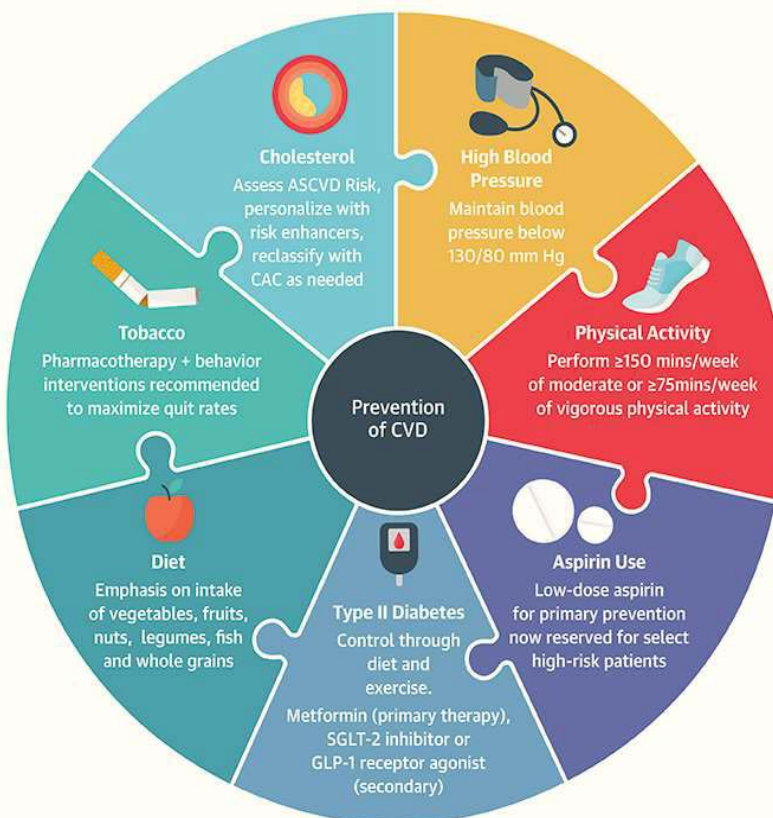 Cholesterol
Assess ASCVD Risk,
personalize with
risk enhancers,
reclassify with
CAC as needed
High Blood
Pressure
Maintain blood
pressure below
130/80 mm Hg
Physical Activity
Perform ≥150 mins/week
of moderate or ≥75mins/week
of vigorous physical activity
Aspirin Use
Low-dose aspirin
for primary prevention
now reserved for select
high-risk patients
Type II Diabetes
Control through
diet and
exercise.
Metformin (primary therapy),
SGLT-2 inhibitor or
GLP-1 receptor agonist
(secondary)
Diet
Emphasis on intake
of vegetables, fruits,
nuts, legumes, fish
and whole grains
Tobacco
Pharmacotherapy + behavior
interventions recommended
to maximize quit rates
Prevention
of CVD